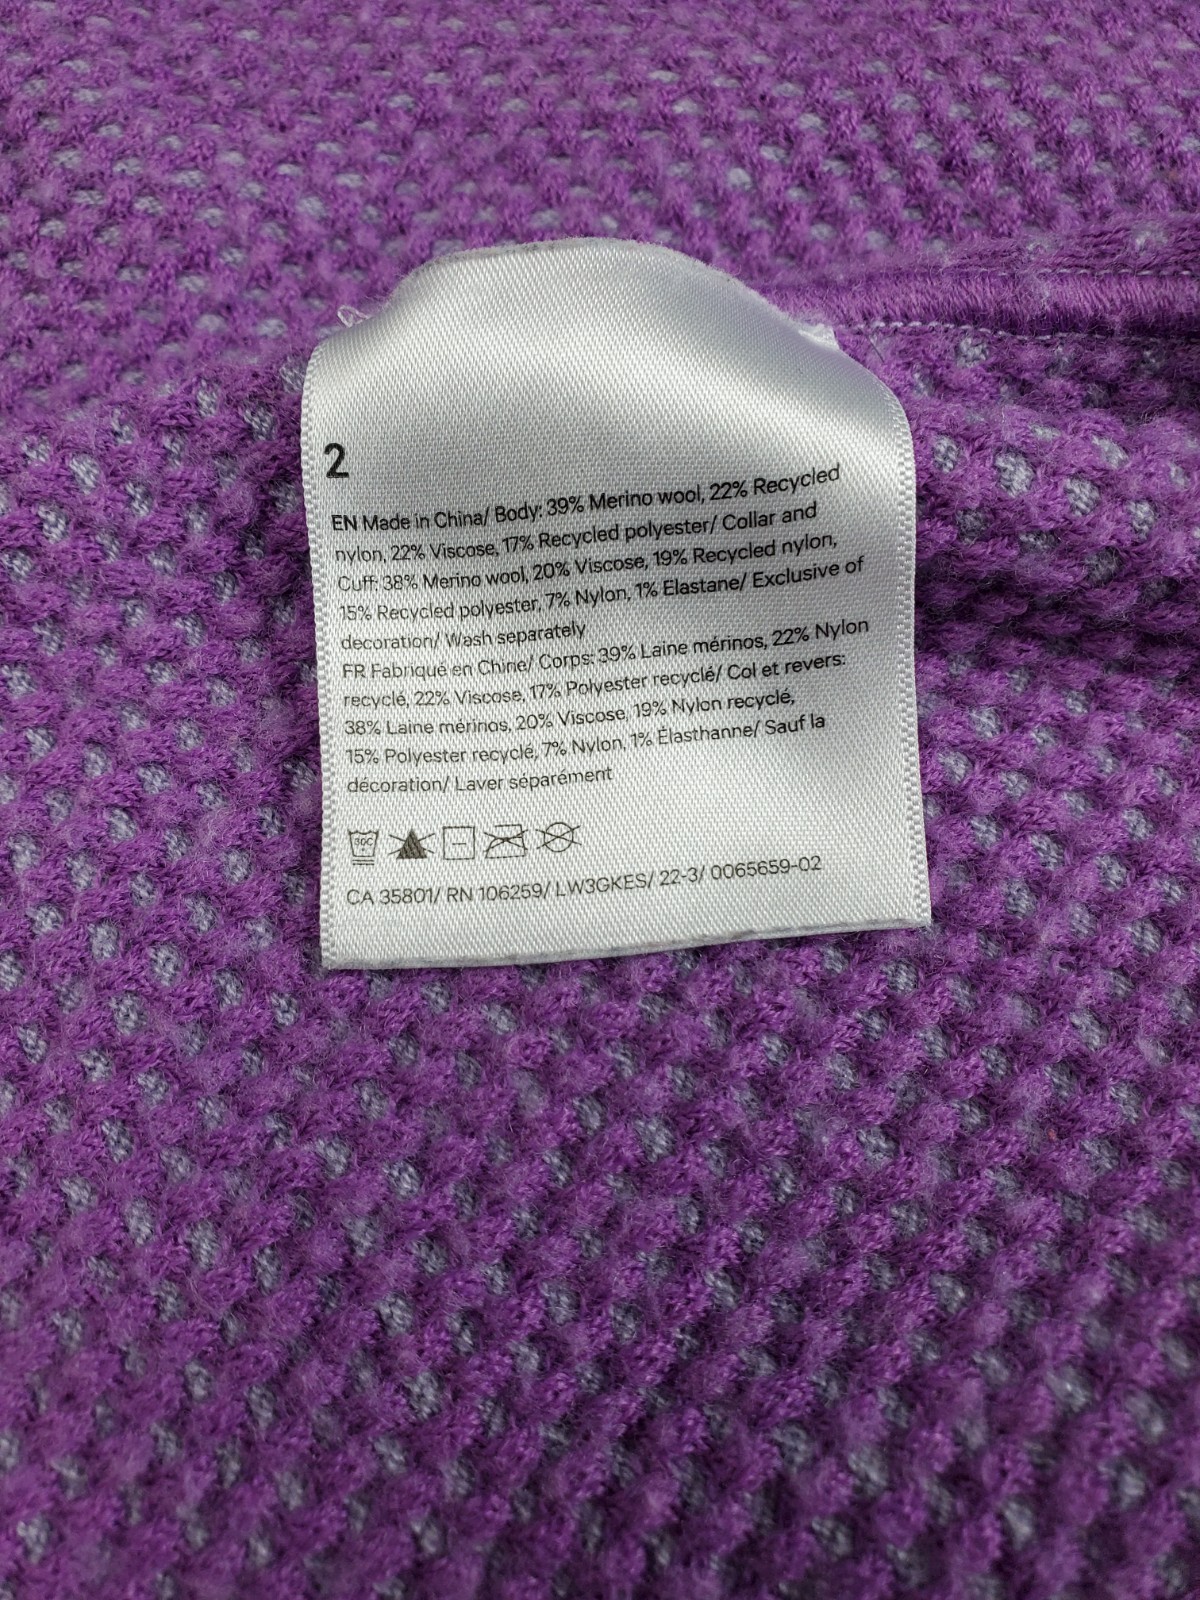 2
EN Made in China/ Body: 39% Merino wool, 22% Recycled
nylon, 22% Viscose, 17% Recycled polyester/ Collar and
Cuff: 38% Merino wool, 20% Viscose, 19% Recycled nylon,
15% Recycled polyester, 7% Nylon, 1% Elastane/ Exclusive of
decoration/ Wash separately
FR Fabriqué en Chine/ Corps: 39% Laine mérinos, 22% Nylon
recyclé, 22% Viscose, 17% Polyester recyclé/ Col et revers:
38% Laine mérinos, 20% Viscose, 19% Nylon recyclé,
15% Polyester recyclé, 7% Nylon, 1% Élasthanne/ Sauf la
décoration/ Laver séparément
30C
CA 35801/ RN 106259/ LW3GKES/ 22-3/ 0065659-02